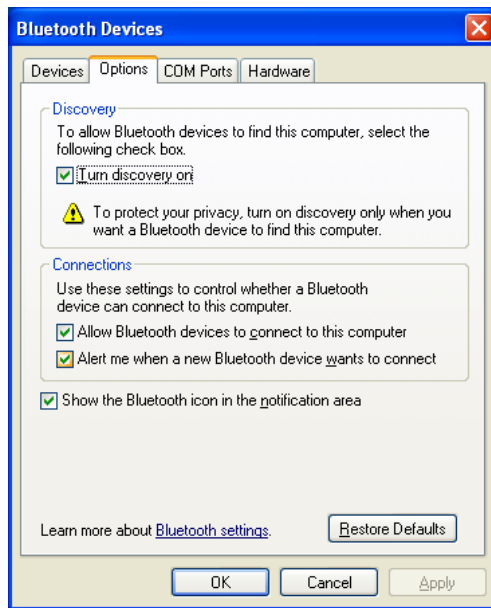 Bluetooth Devices
Devices Options COM Ports Hardware
Discovery
To allow Bluetooth devices to find this computer, select the
following check box.
Turn discovery on
To protect your privacy, turn on discovery only when you
want a Bluetooth device to find this computer.
Connections
Use these settings to control whether a Bluetooth
device can connect to this computer.
Allow Bluetooth devices to connect to this computer
Alert me when a new Bluetooth device wants to connect
Show the Bluetooth icon in the notification area
Learn more about Bluetooth settings. Restore Defaults
OK Cancel Apply